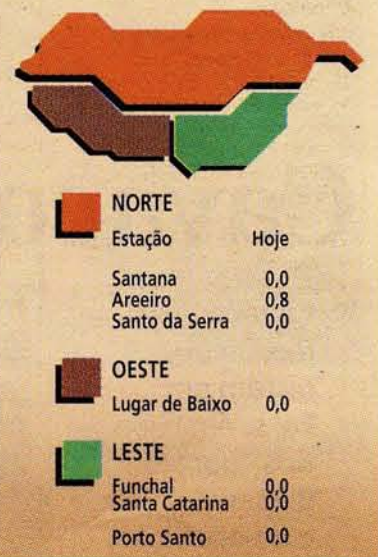 NORTE
Estação Hoje
Santana 0,0
Areeiro 0,8
Santo da Serra 0,0
OESTE
Lugar de Baixo 0,0
LESTE
Funchal 0,0
Santa Catarina 0,0
Porto Santo 0,0